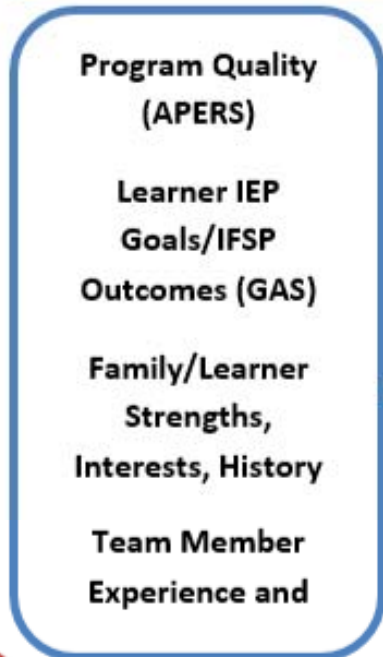 Program Quality
(APERS)
Learner IEP
Goals/IFSP
Outcomes (GAS)
Family/Learner
Strengths,
Interests, History
Team Member
Experience and